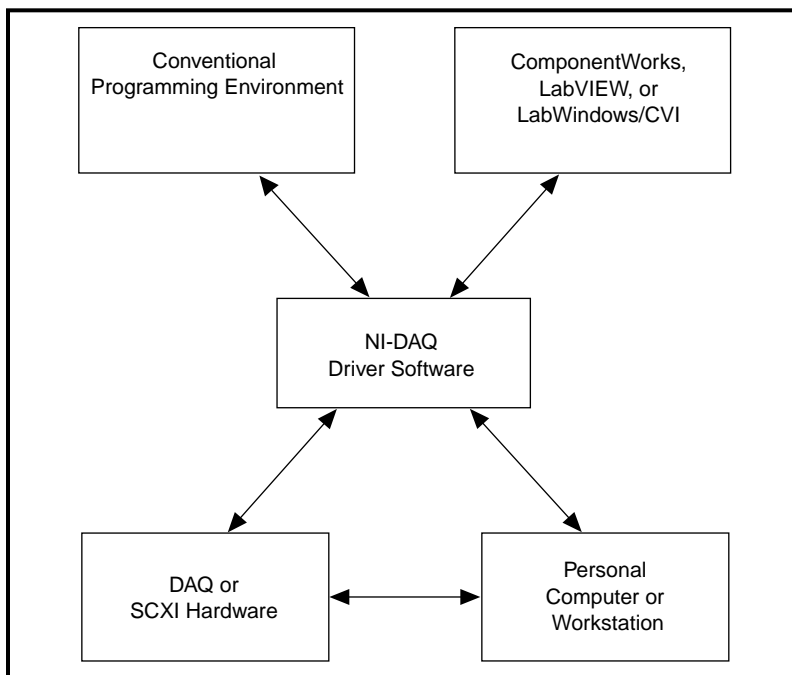 Conventional
Programming Environment
ComponentWorks,
LabVIEW, or
LabWindows/CVI
NI-DAQ
Driver Software
DAQ or
SCXI Hardware
Personal
Computer or
Workstation